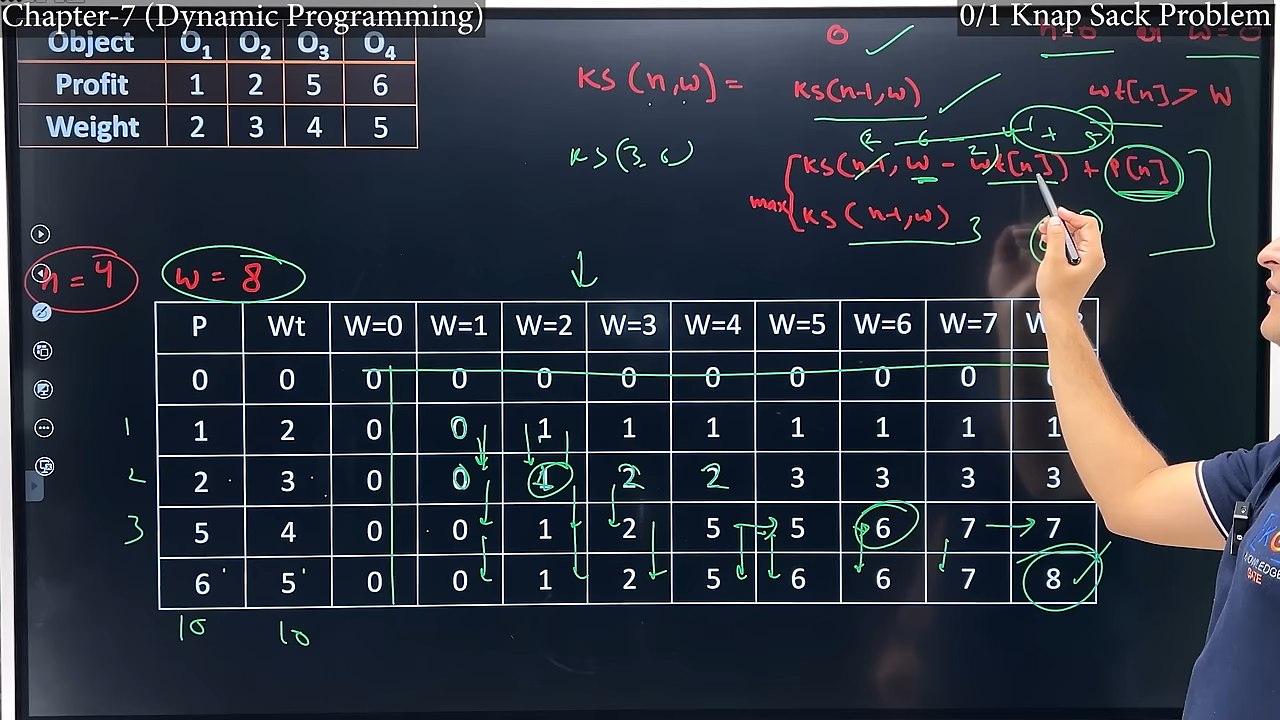 Chapter-7 (Dynamic Programming)
0/1 Knap Sack Problem
Object O₁ O₂ O₃ O₄
Profit 1 2 5 6
Weight 2 3 4 5
0 n=0 or w=0
KS(n,w)= KS(n-1,w) wt[n] > W
KS(n-1, w - wt[n]) + P[n]
max KS(n-1,w) 3
n = 4 w = 8
P Wt W=0 W=1 W=2 W=3 W=4 W=5 W=6 W=7
0 0 0 0 0 0 0 0 0 0
1 1 2 0 0 1 1 1 1 1 1 1
2 2 3 0 0 1 2 2 3 3 3 3
3 5 4 0 0 1 2 5 5 6 7 7
6 5 0 0 1 2 5 6 6 7 8
10 10
GATE